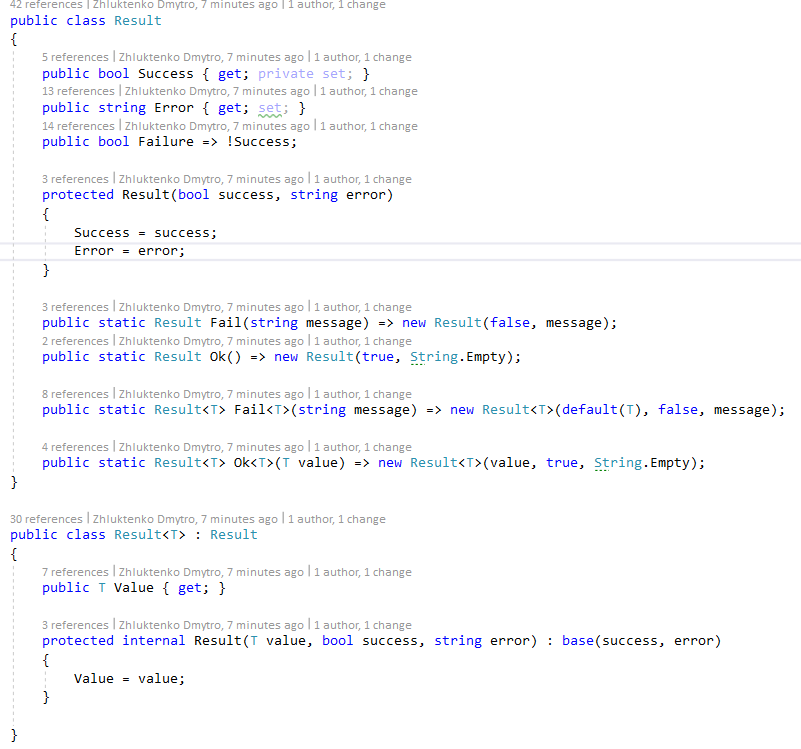 42 references | Zhluktenko Dmytro, 7 minutes ago | 1 author, 1 change
public class Result
{
5 references | Zhluktenko Dmytro, 7 minutes ago | 1 author, 1 change
public bool Success { get; private set; }
13 references | Zhluktenko Dmytro, 7 minutes ago | 1 author, 1 change
public string Error { get; set; }
14 references | Zhluktenko Dmytro, 7 minutes ago | 1 author, 1 change
public bool Failure => !Success;
3 references | Zhluktenko Dmytro, 7 minutes ago | 1 author, 1 change
protected Result(bool success, string error)
{
Success = success;
Error = error;
}
3 references | Zhluktenko Dmytro, 7 minutes ago | 1 author, 1 change
public static Result Fail(string message) => new Result(false, message);
2 references | Zhluktenko Dmytro, 7 minutes ago | 1 author, 1 change
public static Result Ok() => new Result(true, String.Empty);
8 references | Zhluktenko Dmytro, 7 minutes ago | 1 author, 1 change
public static Result<T> Fail<T>(string message) => new Result<T>(default(T), false, message);
4 references | Zhluktenko Dmytro, 7 minutes ago | 1 author, 1 change
public static Result<T> Ok<T>(T value) => new Result<T>(value, true, String.Empty);
}
30 references | Zhluktenko Dmytro, 7 minutes ago | 1 author, 1 change
public class Result<T> : Result
{
7 references | Zhluktenko Dmytro, 7 minutes ago | 1 author, 1 change
public T Value { get; }
3 references | Zhluktenko Dmytro, 7 minutes ago | 1 author, 1 change
protected internal Result(T value, bool success, string error) : base(success, error)
{
Value = value;
}
}